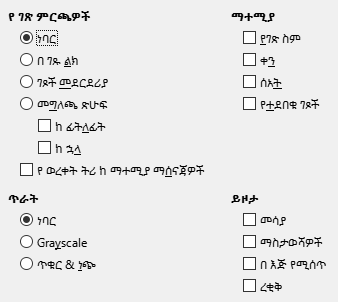 የ ገጽ ምርጫዎች
ነባር
በ ገጹ ልክ
ገጾች መደርደሪያ
መግለጫ ጽሁፍ
ከ ፊትለፊት
ከ ኋላ
የ ወረቀት ትሪ ከ ማተሚያ ማሰናጃዎች
ማተሚያ
የገጽ ስም
ቀን
ሰአት
የተደበቁ ገጾች
ጥራት
ነባር
Grayscale
ጥቁር & ነጭ
ይዞታ
መሳያ
ማስታወሻዎች
በ እጅ የሚሰጥ
ረቂቅ